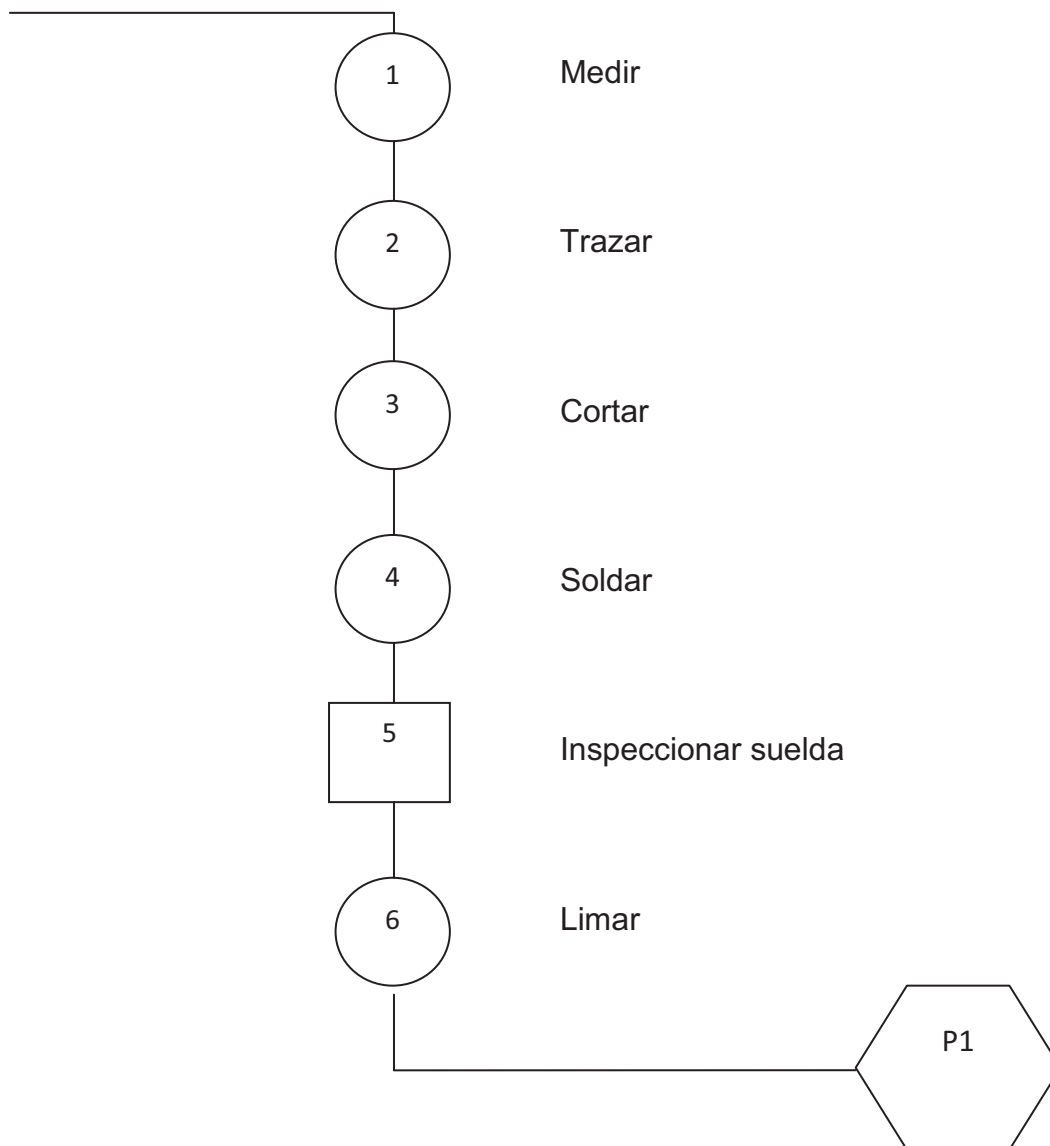 1 Medir
2 Trazar
3 Cortar
4 Soldar
5 Inspeccionar suelda
6 Limar
P1